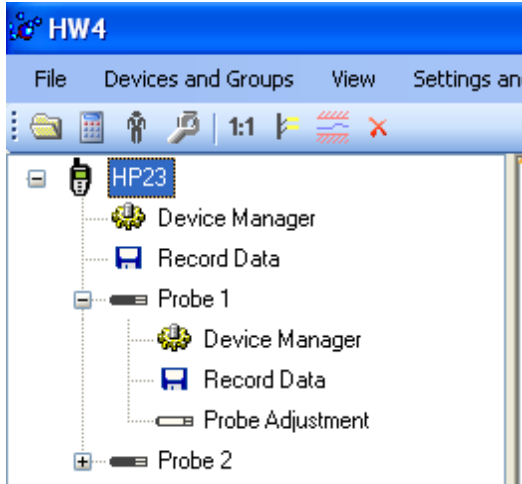 HW4
File Devices and Groups View Settings an
1:1
HP23
Device Manager
Record Data
Probe 1
Device Manager
Record Data
Probe Adjustment
Probe 2